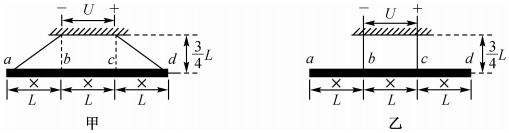 − U + − U +
a b c d 3/4 L a b c d 3/4 L
× × × × × ×
L L L L L L
甲 乙